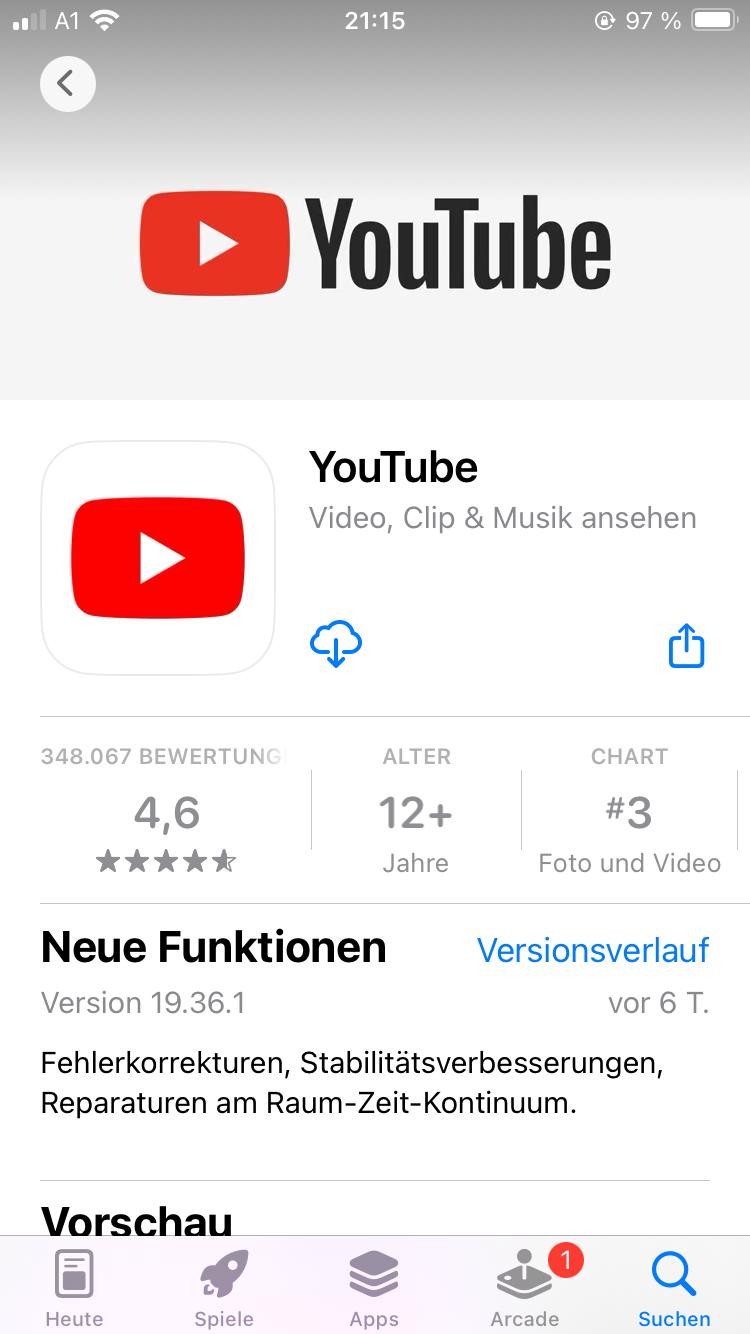 A1 21:15 97 %
YouTube
YouTube
Video, Clip & Musik ansehen
348.067 BEWERTUNG
4,6
ALTER
12+
Jahre
CHART
#3
Foto und Video
Neue Funktionen
Versionsverlauf
Version 19.36.1
vor 6 T.
Fehlerkorrekturen, Stabilitätsverbesserungen,
Reparaturen am Raum-Zeit-Kontinuum.
Vorschau
1
Heute
Spiele
Apps
Arcade
Suchen